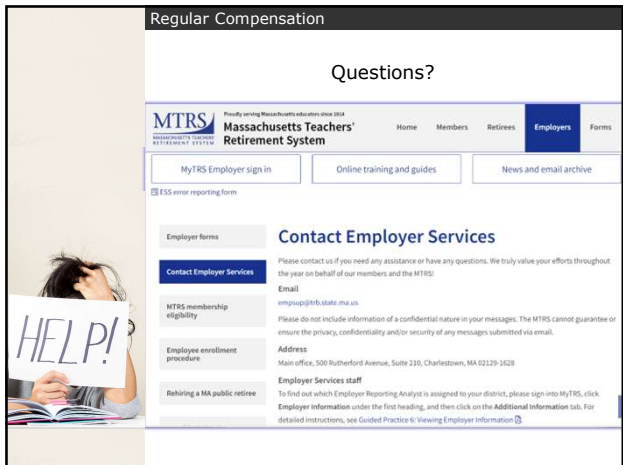 Regular Compensation
Questions?
MTRS
MASSACHUSETTS TEACHERS'
RETIREMENT SYSTEM
Proudly serving Massachusetts educators since 1914
Massachusetts Teachers'
Retirement System
Home Members Retirees Employers Forms
MyTRS Employer sign in
Online training and guides
News and email archive
ESS error reporting form
Employer forms
Contact Employer Services
MTRS membership
eligibility
Employee enrollment
procedure
Rehiring a MA public retiree
Contact Employer Services
Please contact us if you need any assistance or have any questions. We truly value your efforts throughout
the year on behalf of our members and the MTRS!
Email
empsup@trb.state.ma.us
Please do not include information of a confidential nature in your messages. The MTRS cannot guarantee or
ensure the privacy, confidentiality and/or security of any messages submitted via email.
Address
Main office, 500 Rutherford Avenue, Suite 210, Charlestown, MA 02129-1628
Employer Services staff
To find out which Employer Reporting Analyst is assigned to your district, please sign into MyTRS, click
Employer Information under the first heading, and then click on the Additional Information tab. For
detailed instructions, see Guided Practice 6: Viewing Employer Information
HELP!